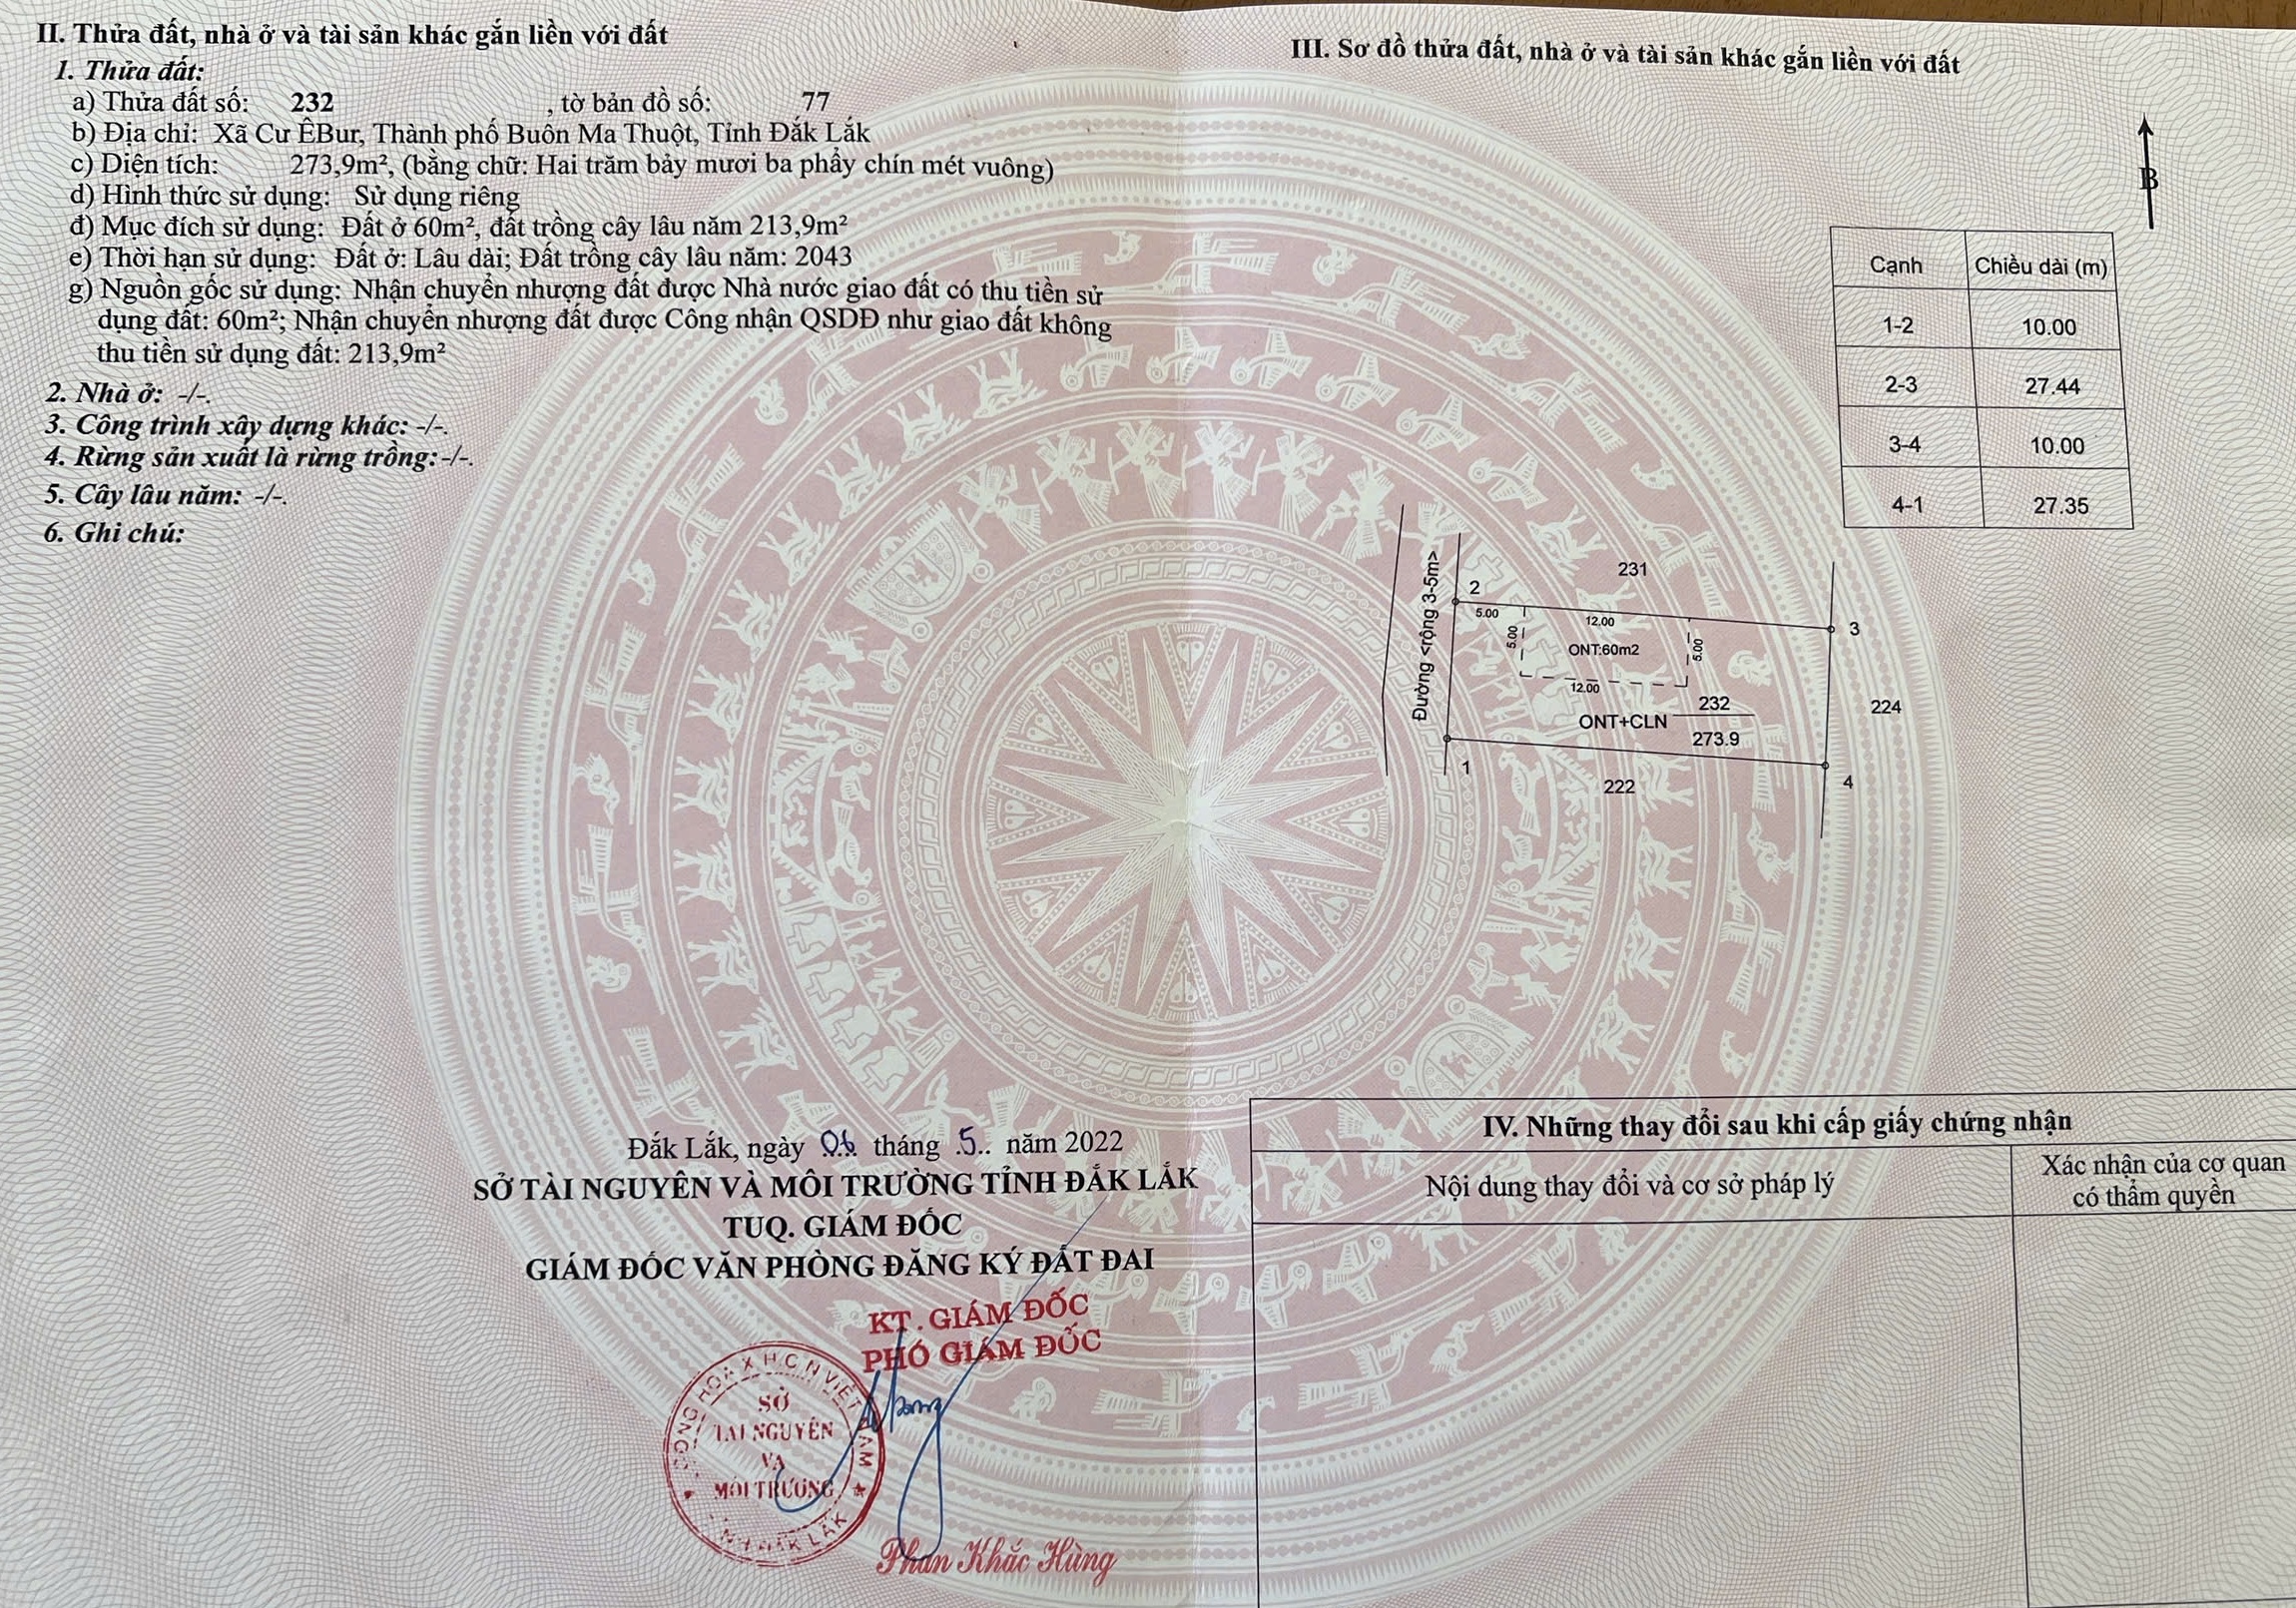 II. Thửa đất, nhà ở và tài sản khác gắn liền với đất
1. Thửa đất:
a) Thửa đất số: 232 , tờ bản đồ số: 77
b) Địa chỉ: Xã Cư ÊBur, Thành phố Buôn Ma Thuột, Tỉnh Đắk Lắk
c) Diện tích: 273,9m², (bằng chữ: Hai trăm bảy mươi ba phẩy chín mét vuông)
d) Hình thức sử dụng: Sử dụng riêng
đ) Mục đích sử dụng: Đất ở 60m², đất trồng cây lâu năm 213,9m²
e) Thời hạn sử dụng: Đất ở: Lâu dài; Đất trồng cây lâu năm: 2043
g) Nguồn gốc sử dụng: Nhận chuyển nhượng đất được Nhà nước giao đất có thu tiền sử
dụng đất: 60m²; Nhận chuyển nhượng đất được Công nhận QSDĐ như giao đất không
thu tiền sử dụng đất: 213,9m²
2. Nhà ở: -/-.
3. Công trình xây dựng khác: -/-.
4. Rừng sản xuất là rừng trồng:-/-.
5. Cây lâu năm: -/-.
6. Ghi chú:
Đắk Lắk, ngày 06 tháng 5.. năm 2022
SỞ TÀI NGUYÊN VÀ MÔI TRƯỜNG TỈNH ĐẮK LẮK
TUQ. GIÁM ĐỐC
GIÁM ĐỐC VĂN PHÒNG ĐĂNG KÝ ĐẤT ĐAI
KT. GIÁM ĐỐC
PHÓ GIÁM ĐỐC
CỘNG HOÀ X.H.C.N VIỆT NAM
SỞ
TÀI NGUYÊN
VÀ
MÔI TRƯỜNG
TỈNH ĐẮK LẮK
Phan Khắc Hùng
III. Sơ đồ thửa đất, nhà ở và tài sản khác gắn liền với đất
B
Cạnh Chiều dài (m)
1-2 10.00
2-3 27.44
3-4 10.00
4-1 27.35
Đường <rộng 3-5m>
231
2
5.00
12.00
3
5.00
ONT:60m2
5.00
12.00
232
224
ONT+CLN
273.9
1
222
4
IV. Những thay đổi sau khi cấp giấy chứng nhận
Nội dung thay đổi và cơ sở pháp lý
Xác nhận của cơ quan
có thẩm quyền